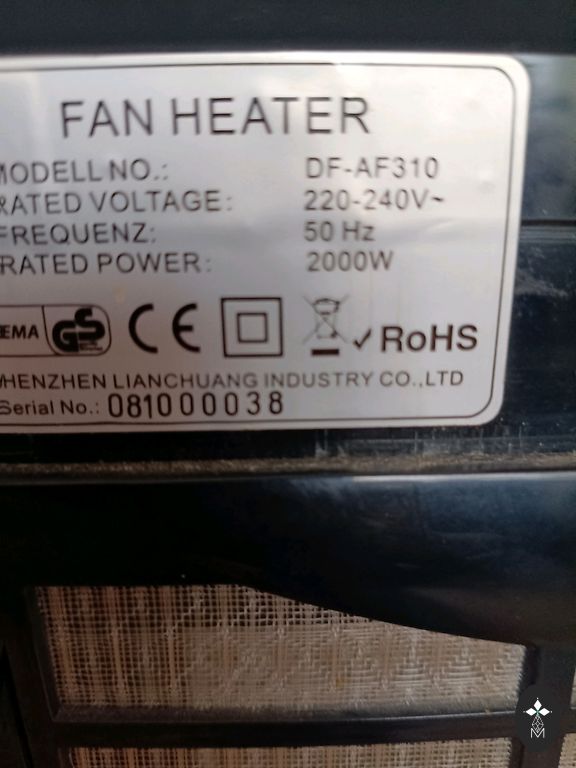 FAN HEATER
MODELL NO.: DF-AF310
RATED VOLTAGE: 220-240V~
FREQUENZ: 50 Hz
RATED POWER: 2000W
EMA GS CE RoHS
SHENZHEN LIANCHUANG INDUSTRY CO.,LTD
Serial No.: 081000038
M